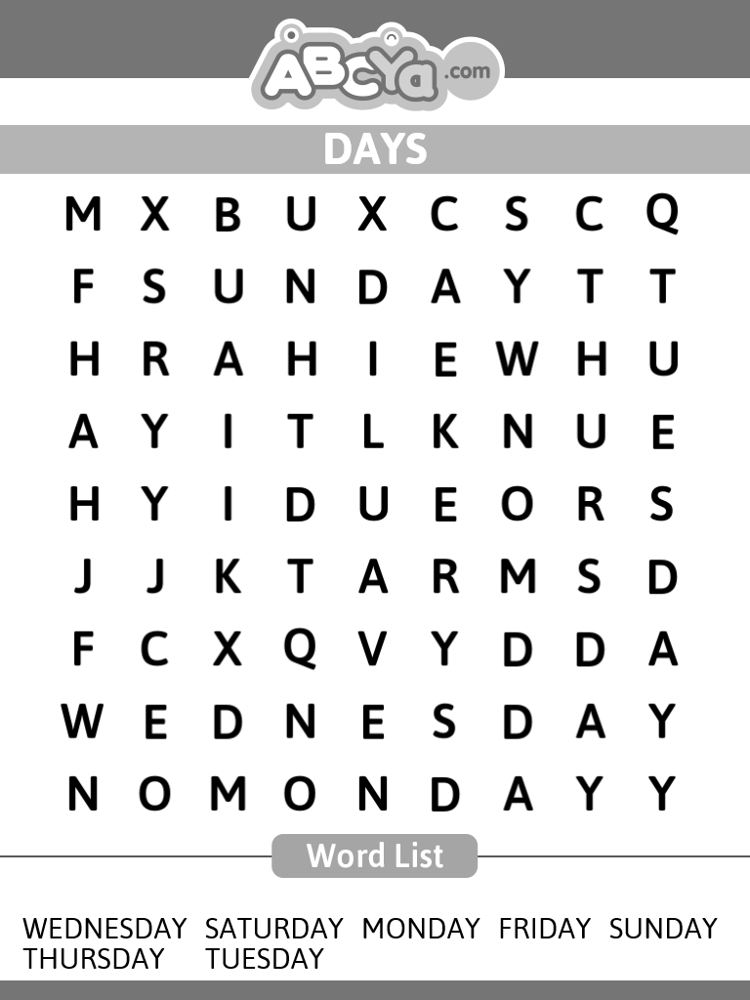 ABCYa.com
DAYS
M X B U X C S C Q
F S U N D A Y T T
H R A H I E W H U
A Y I T L K N U E
H Y I D U E O R S
J J K T A R M S D
F C X Q V Y D D A
W E D N E S D A Y
N O M O N D A Y Y
Word List
WEDNESDAY SATURDAY MONDAY FRIDAY SUNDAY
THURSDAY TUESDAY